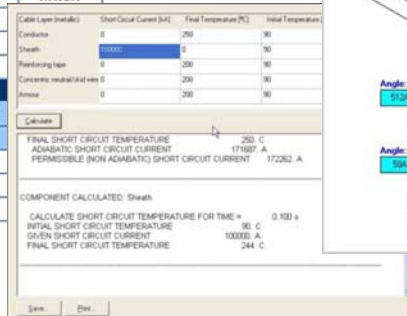 Cable Layer (metallic) Short Circuit Current [kA] Final Temperature [ºC] Initial Temperature
Conductor 0 250 90
Sheath 100000 0 90
Reinforcing tape 0 200 90
Concentric neutral/skid wire 0 200 90
Armour 0 200 90
Calculate
FINAL SHORT CIRCUIT TEMPERATURE 250. C
ADIABATIC SHORT CIRCUIT CURRENT 171687. A
PERMISSIBLE (NON ADIABATIC) SHORT CIRCUIT CURRENT 172262. A
COMPONENT CALCULATED: Sheath
CALCULATE SHORT CIRCUIT TEMPERATURE FOR TIME = 0.100 s
INITIAL SHORT CIRCUIT TEMPERATURE 90. C
GIVEN SHORT CIRCUIT CURRENT 100000. A
FINAL SHORT CIRCUIT TEMPERATURE 244. C
Save... Print...
Angle:
Angle: